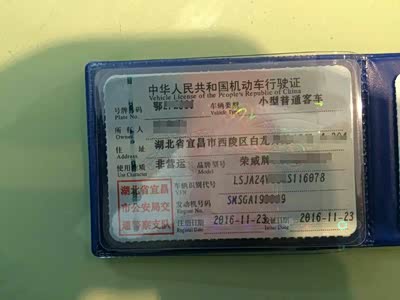 中华人民共和国机动车行驶证
Vehicle License of the People's Republic of China
号牌号码 车辆类型 小型普通客车
Plate No. Vehicle Type
所有人
Owner
住址 湖北省宜昌市西陵区白龙
Address
使用性质 非营运 品牌型号 荣威牌
Use Character Model
湖北省宜昌
市公安局交
通警察支队
车辆识别代号
VIN
发动机号码
注册日期 2016-11-23 发证日期 2016-11-23